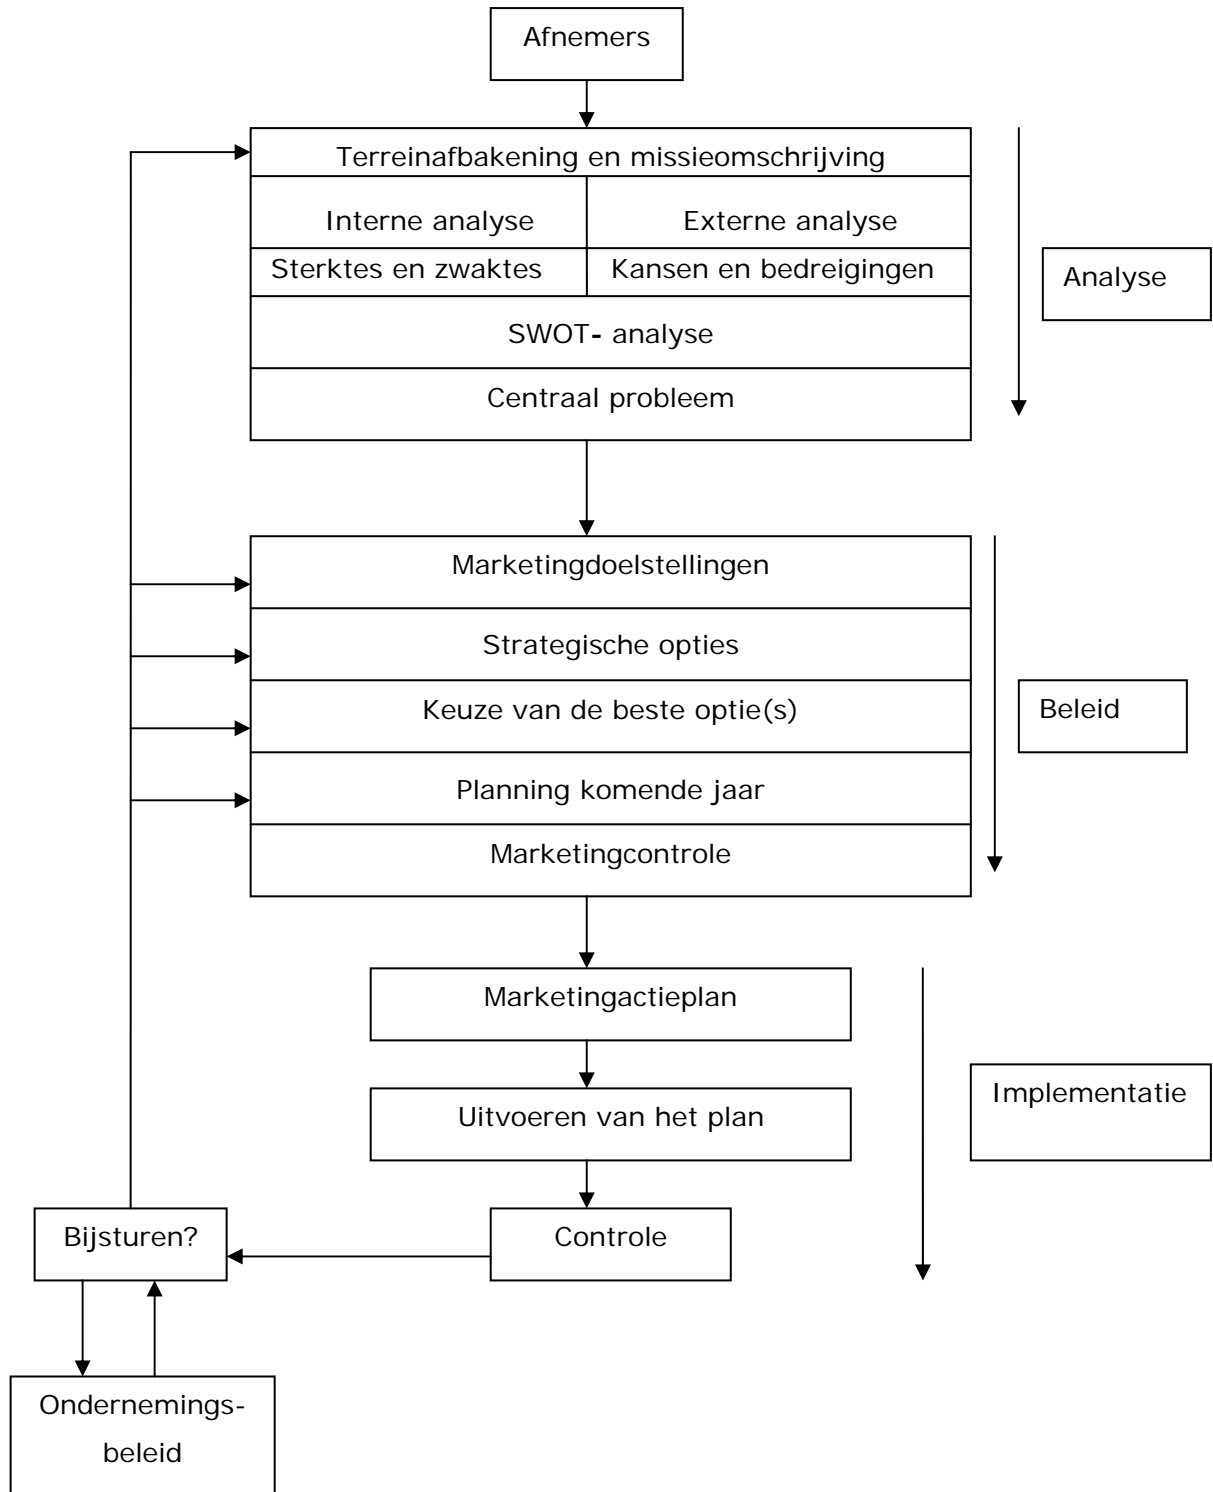 Afnemers
Terreinafbakening en missieomschrijving
Interne analyse
Externe analyse
Sterktes en zwaktes
Kansen en bedreigingen
Analyse
SWOT- analyse
Centraal probleem
Marketingdoelstellingen
Strategische opties
Keuze van de beste optie(s)
Beleid
Planning komende jaar
Marketingcontrole
Marketingactieplan
Implementatie
Uitvoeren van het plan
Bijsturen?
Controle
Ondernemings-
beleid